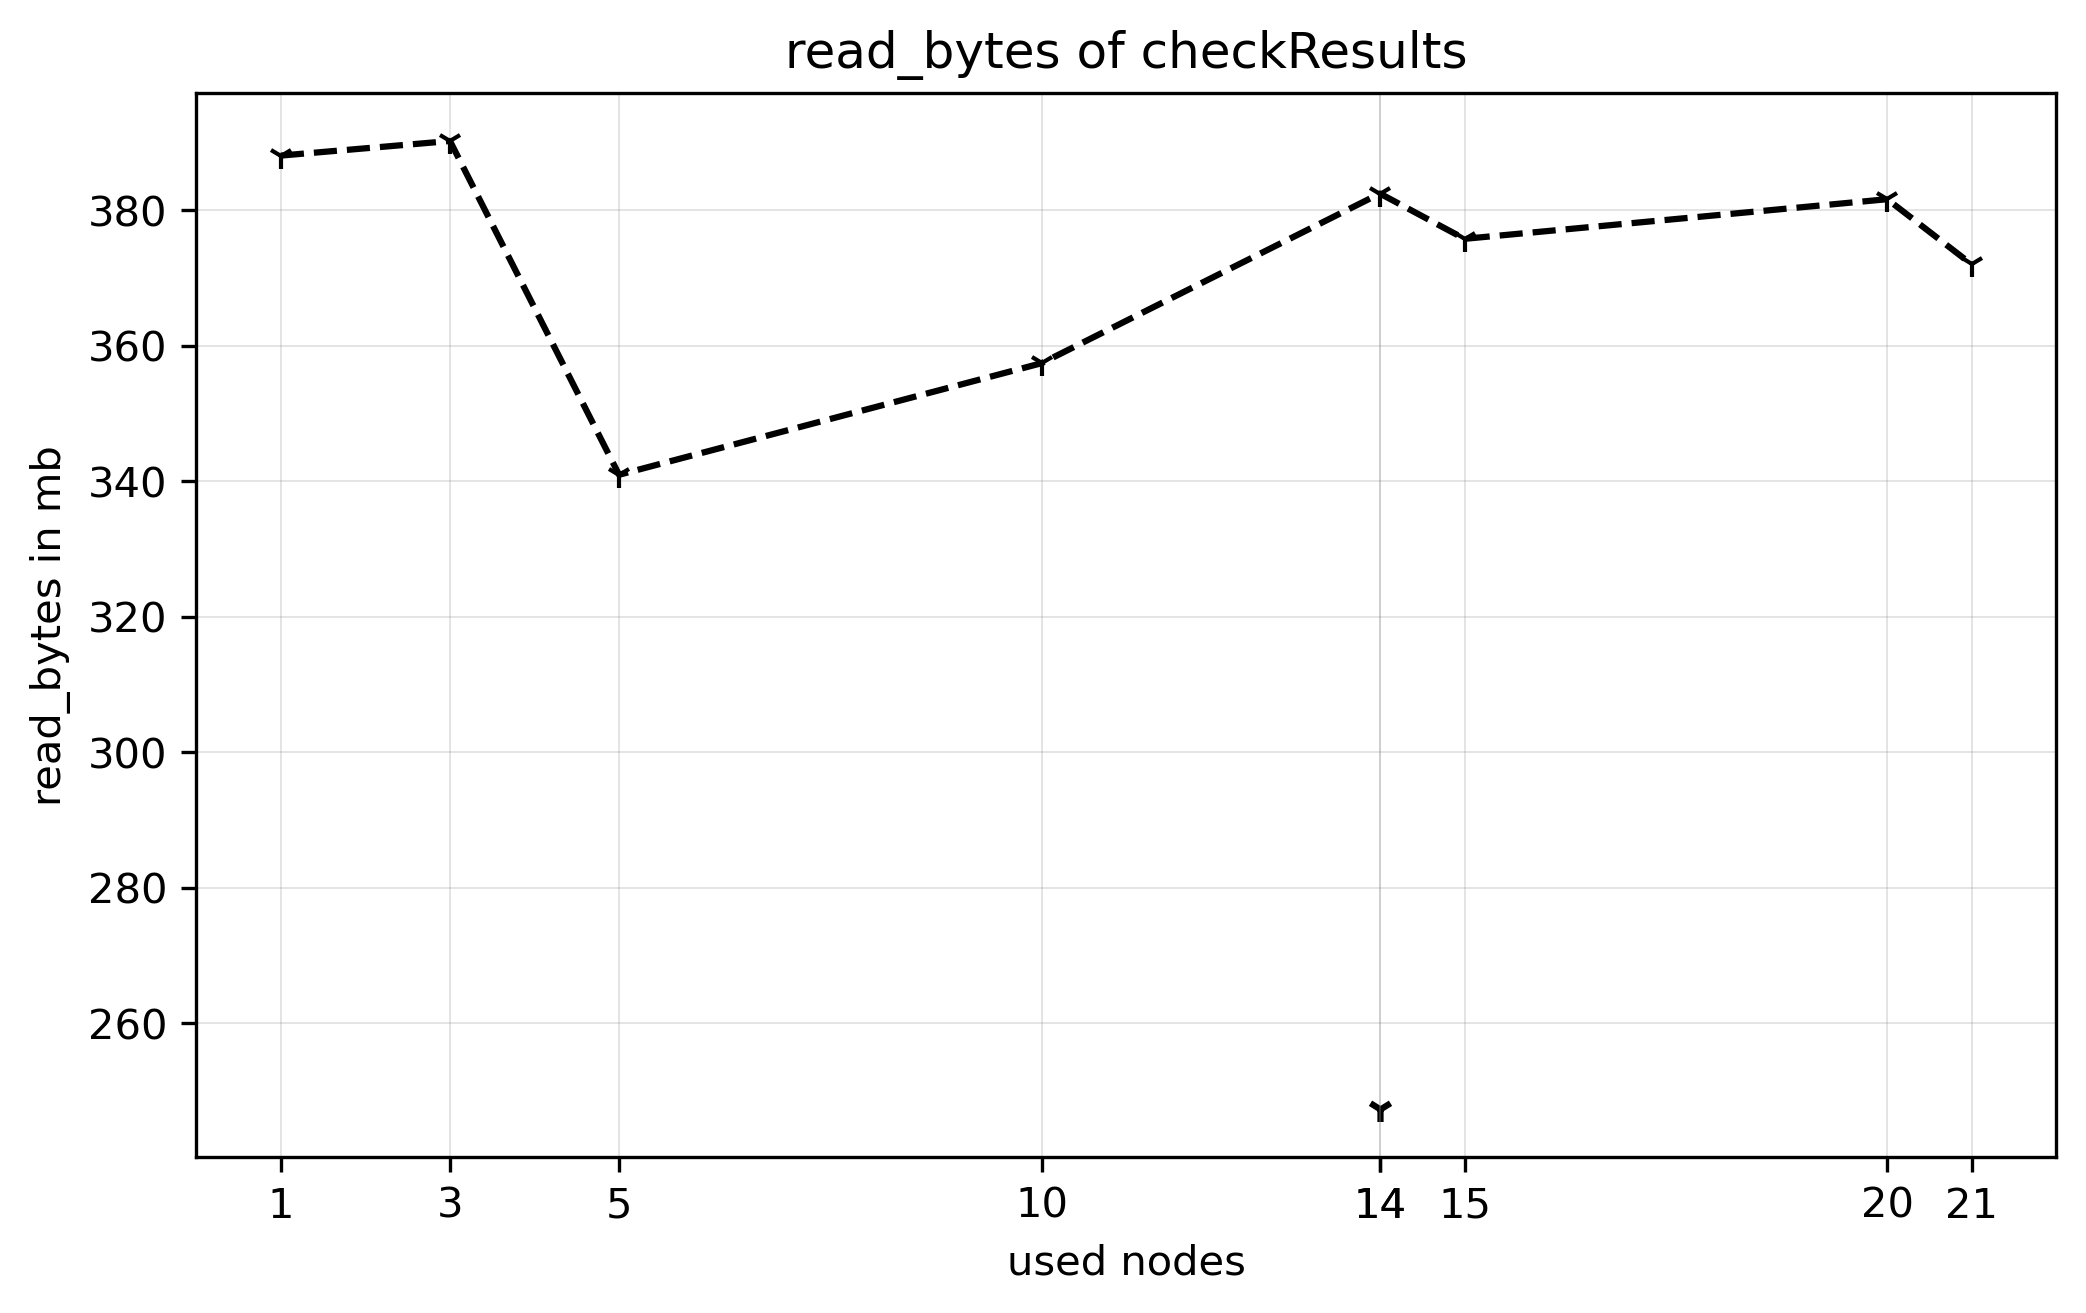 read_bytes of checkResults
read_bytes in mb
380
360
340
320
300
280
260
1 3 5 10 14 15 20 21
used nodes